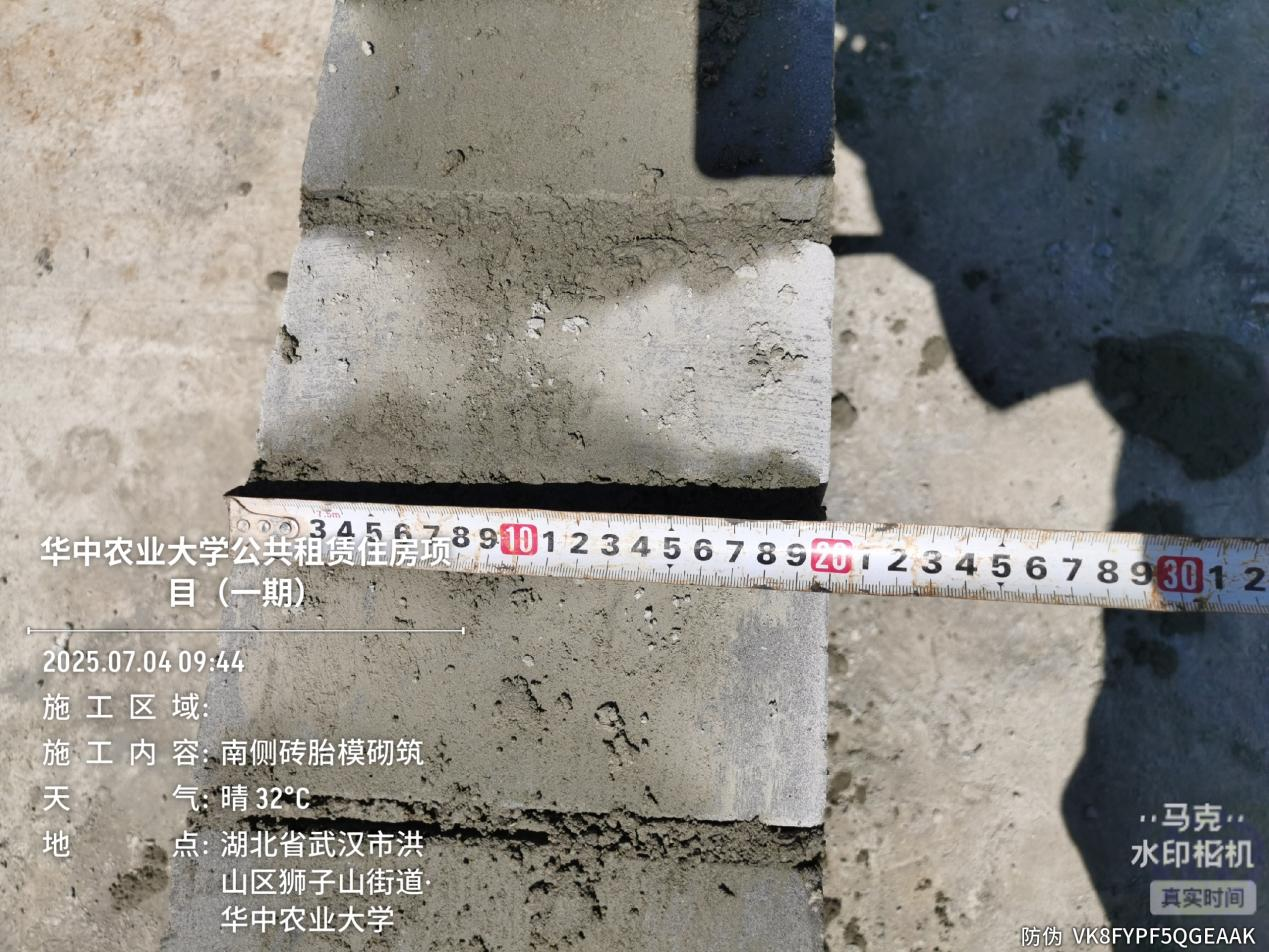 7.5m
3 4 5 6 7 8 9 10 1 2 3 4 5 6 7 8 9 20 1 2 3 4 5 6 7 8 9 30 1 2
华中农业大学公共租赁住房项
目（一期）
2025.07.04 09:44
施工区域:
施工内容: 南侧砖胎模砌筑
天气: 晴 32°C
地点: 湖北省武汉市洪
山区狮子山街道·
华中农业大学
马克
水印相机
真实时间
防伪 VK8FYPF5QGEAAK